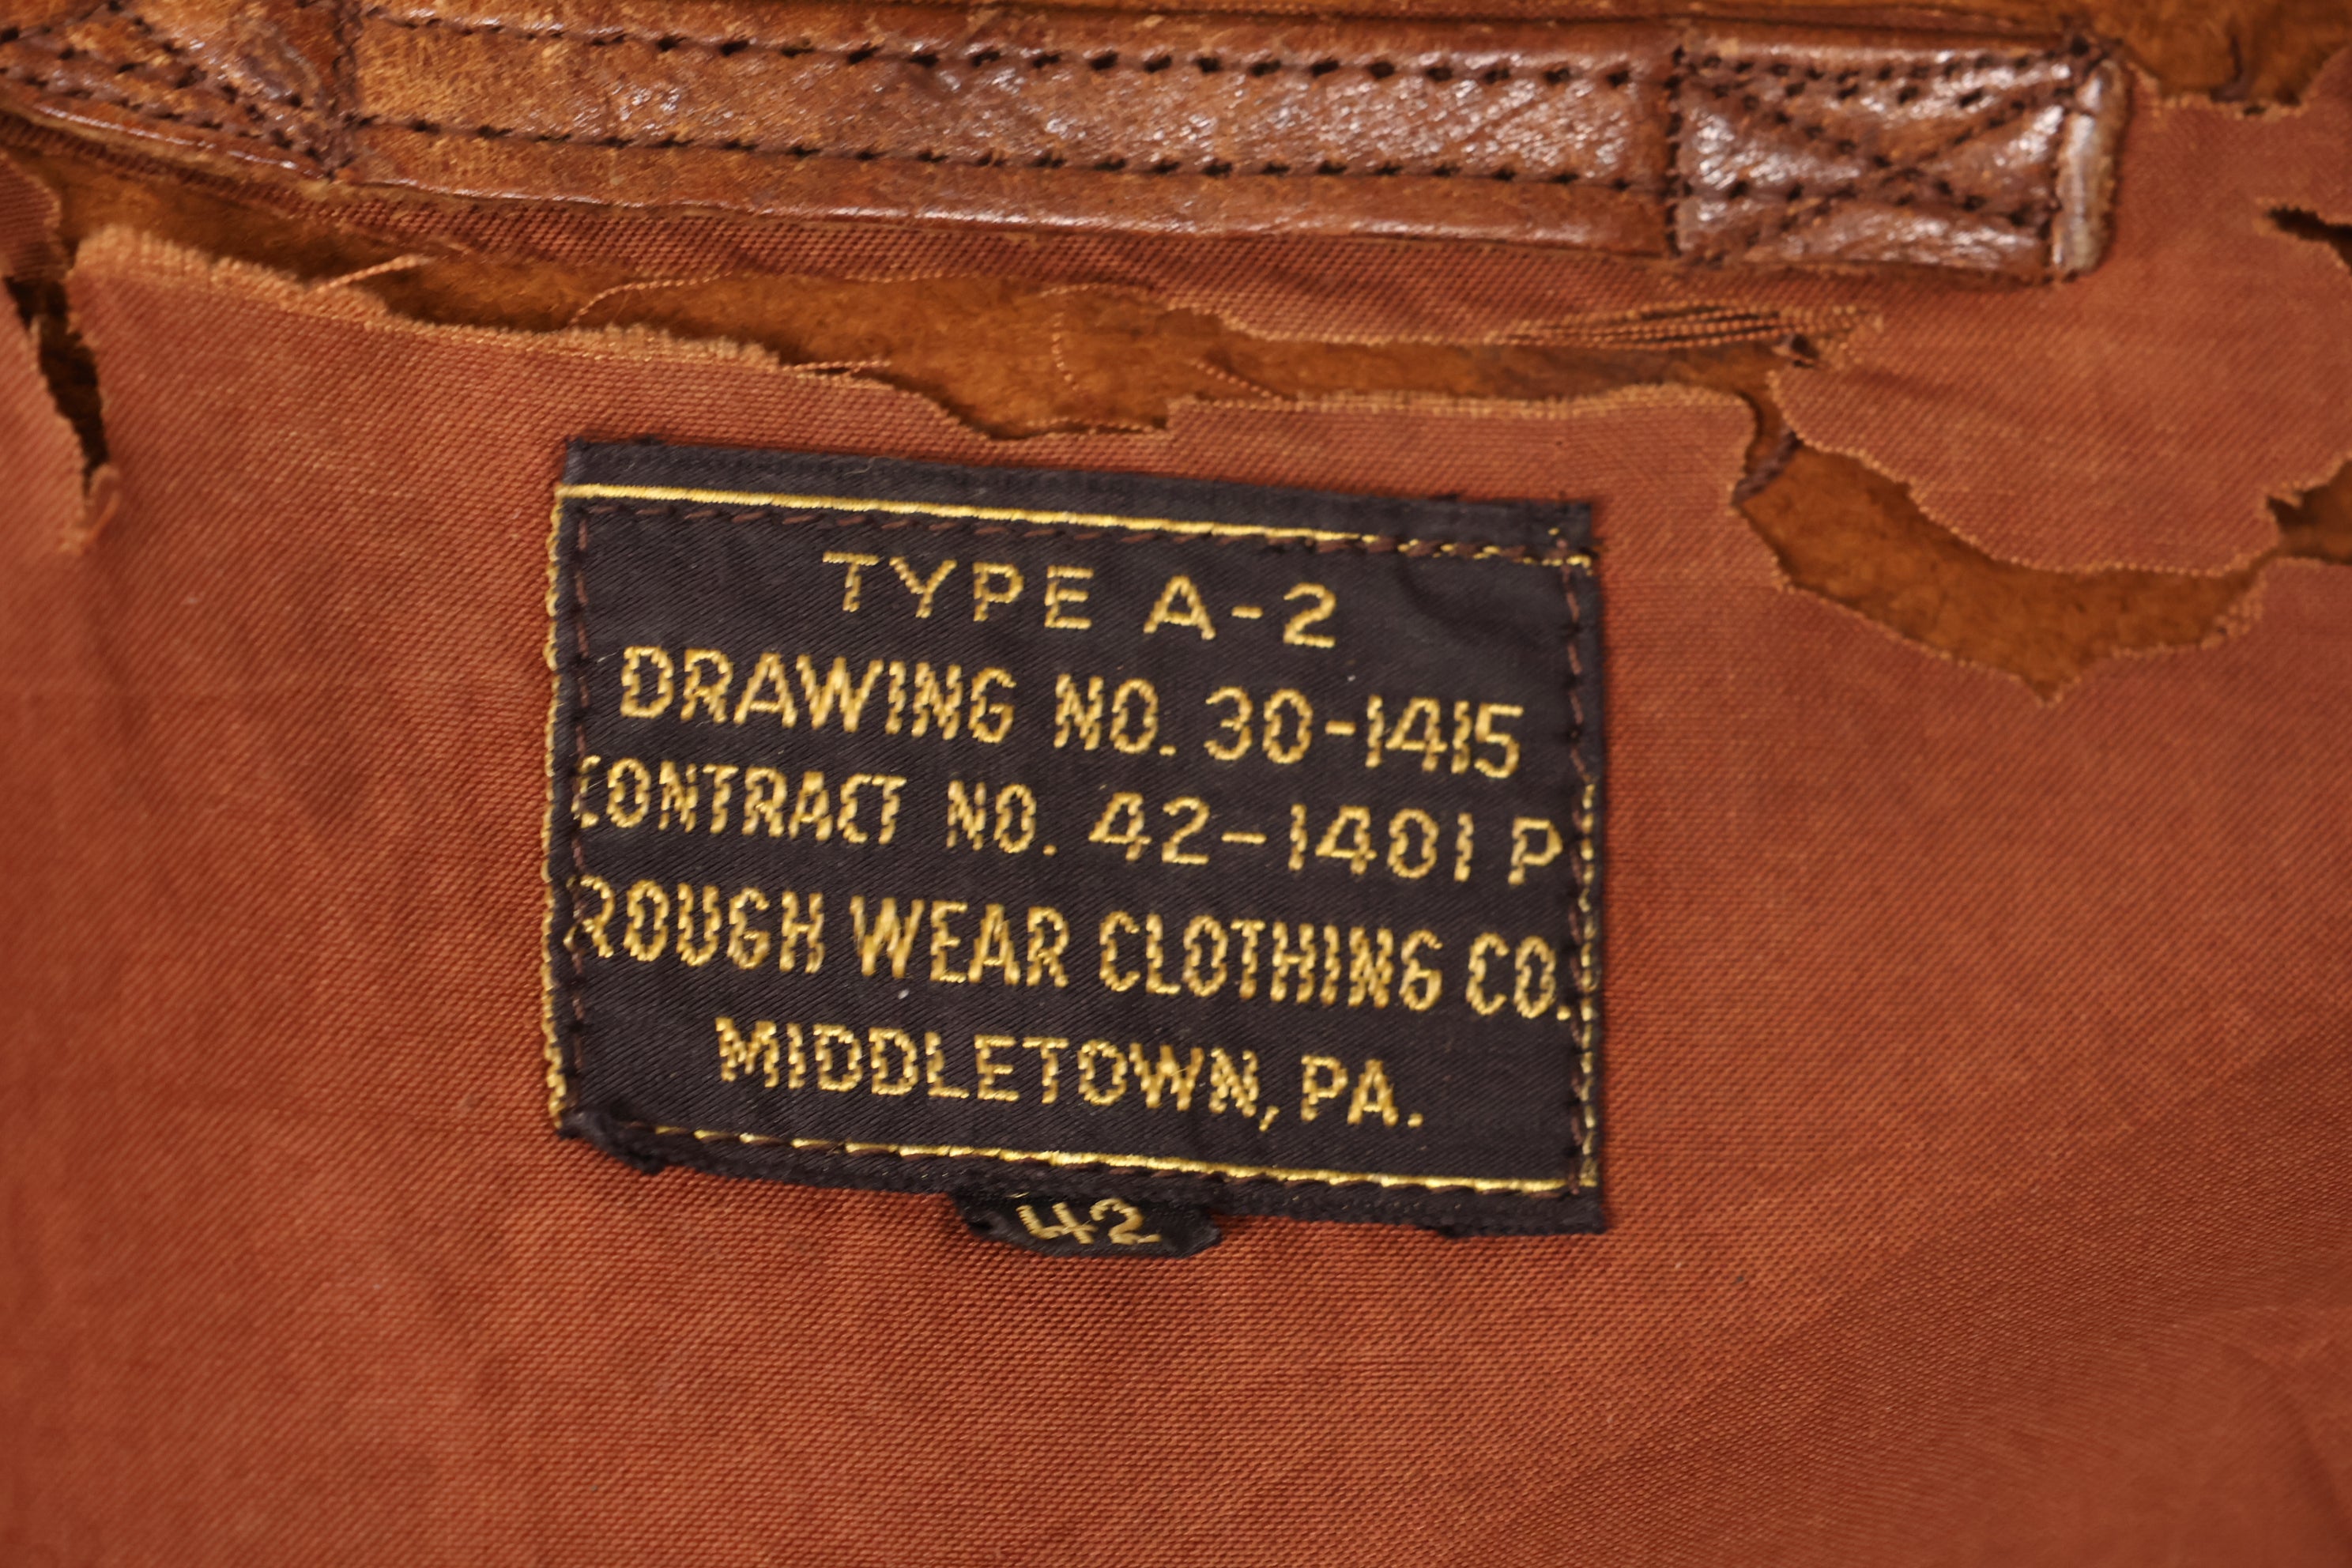 TYPE A-2
DRAWING NO. 30-1415
CONTRACT NO. 42-1401 P
ROUGH WEAR CLOTHING CO.
MIDDLETOWN, PA.
42